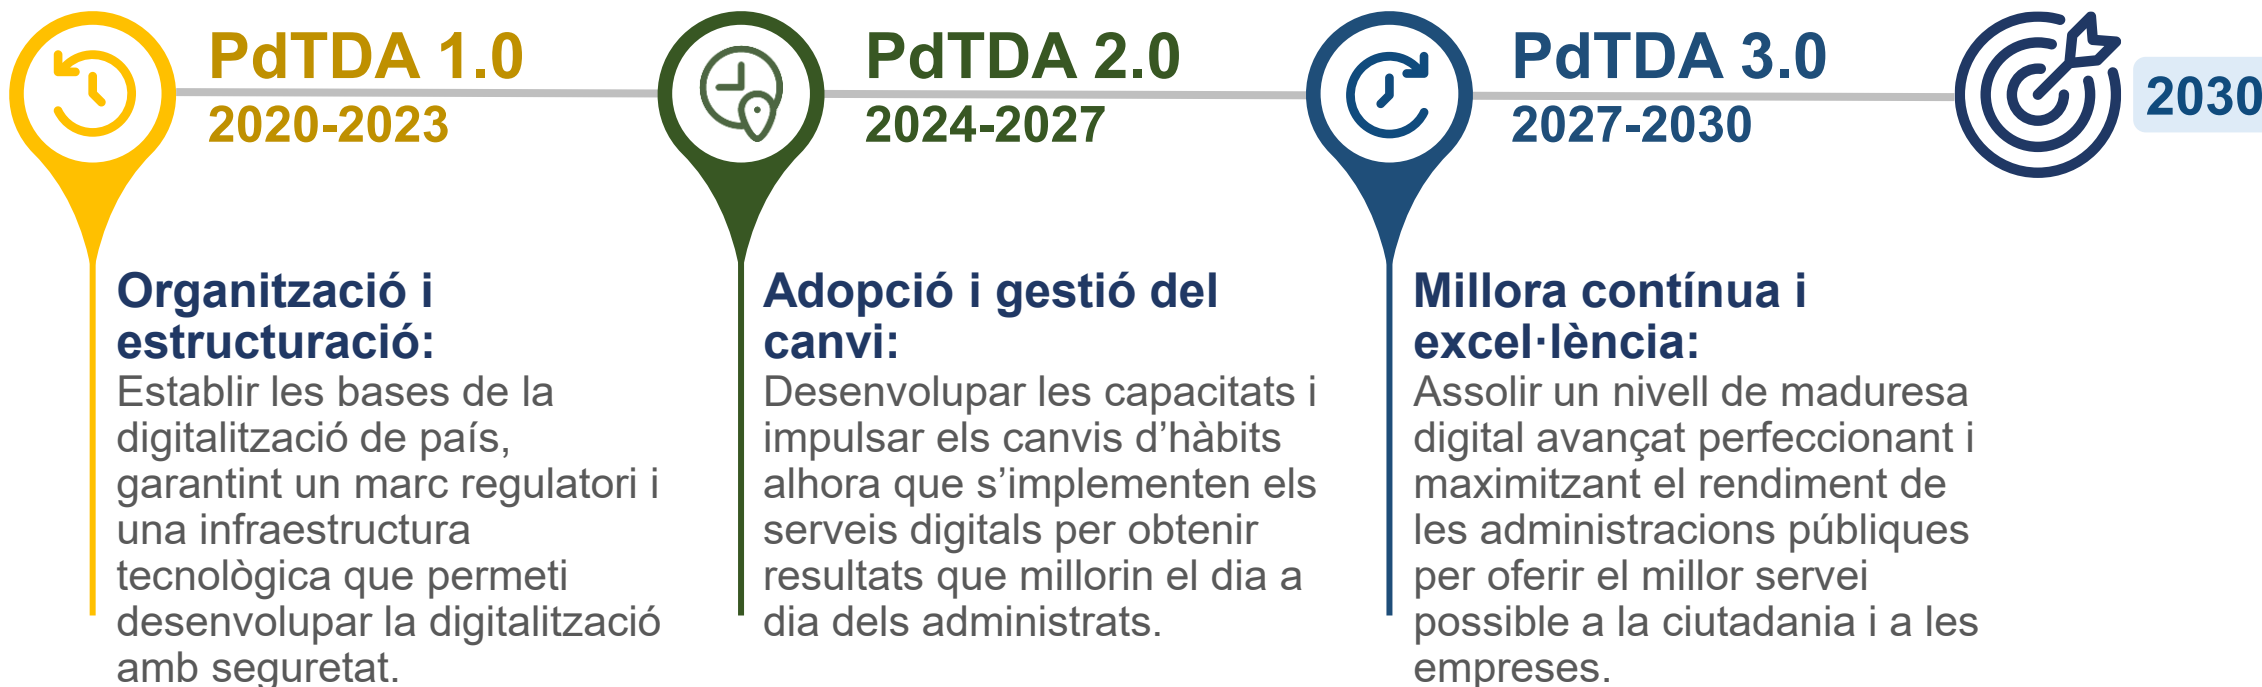 PdTDA 1.0
2020-2023
PdTDA 2.0
2024-2027
PdTDA 3.0
2027-2030
2030
Organització i
estructuració:
Establir les bases de la
digitalització de país,
garantint un marc regulatori i
una infraestructura
tecnològica que permeti
desenvolupar la digitalització
amb seguretat.
Adopció i gestió del
canvi:
Desenvolupar les capacitats i
impulsar els canvis d’hàbits
alhora que s’implementen els
serveis digitals per obtenir
resultats que millorin el dia a
dia dels administrats.
Millora contínua i
excel·lència:
Assolir un nivell de maduresa
digital avançat perfeccionant i
maximitzant el rendiment de
les administracions públiques
per oferir el millor servei
possible a la ciutadania i a les
empreses.